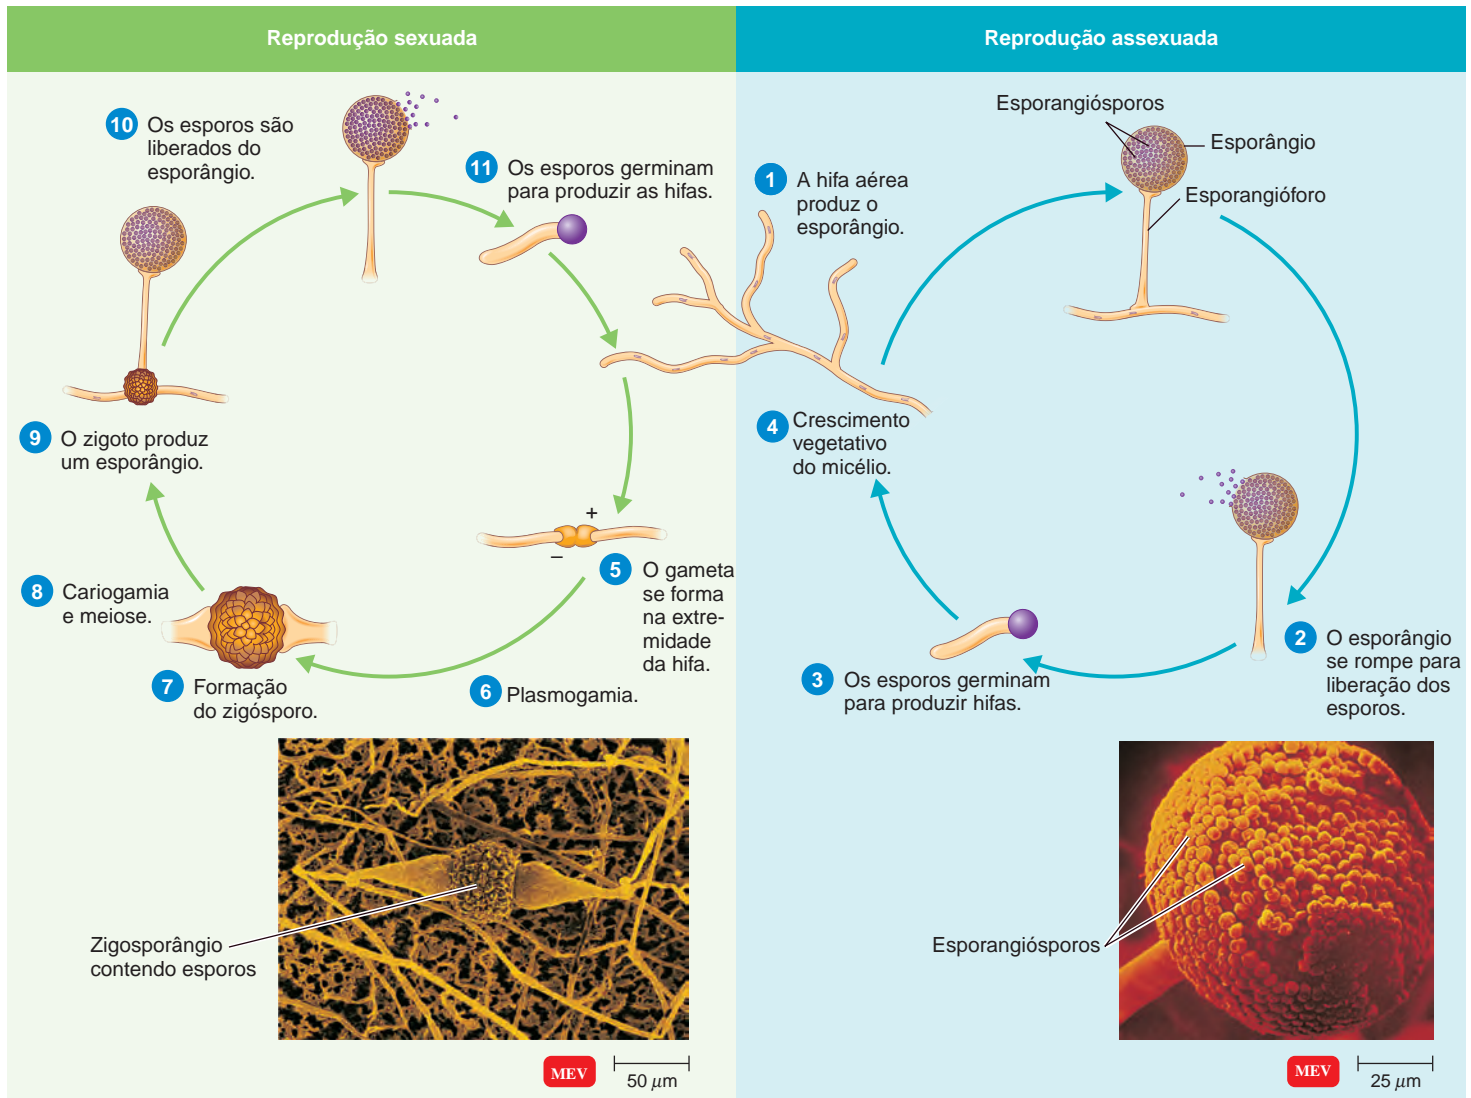 Reprodução sexuada
Reprodução assexuada
10 Os esporos são
liberados do
esporângio.
11 Os esporos germinam
para produzir as hifas.
9 O zigoto produz
um esporângio.
8 Cariogamia
e meiose.
7 Formação
do zigósporo.
6 Plasmogamia.
+
–
5 O gameta
se forma
na extre-
midade
da hifa.
Zigosporângio
contendo esporos
MEV
50 μm
1 A hifa aérea
produz o
esporângio.
Esporangiósporos
Esporângio
Esporangióforo
4 Crescimento
vegetativo
do micélio.
3 Os esporos germinam
para produzir hifas.
2 O esporângio
se rompe para
liberação dos
esporos.
Esporangiósporos
MEV
25 μm